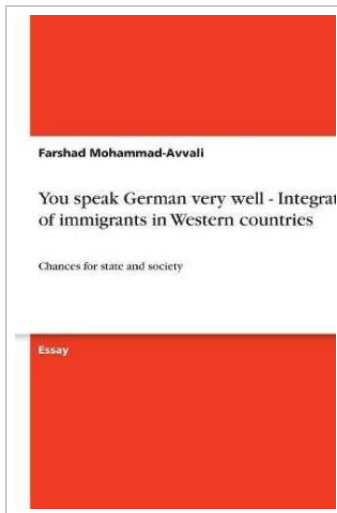 Farshad Mohammad-Avvali
You speak German very well - Integrat
of immigrants in Western countries
Chances for state and society
Essay